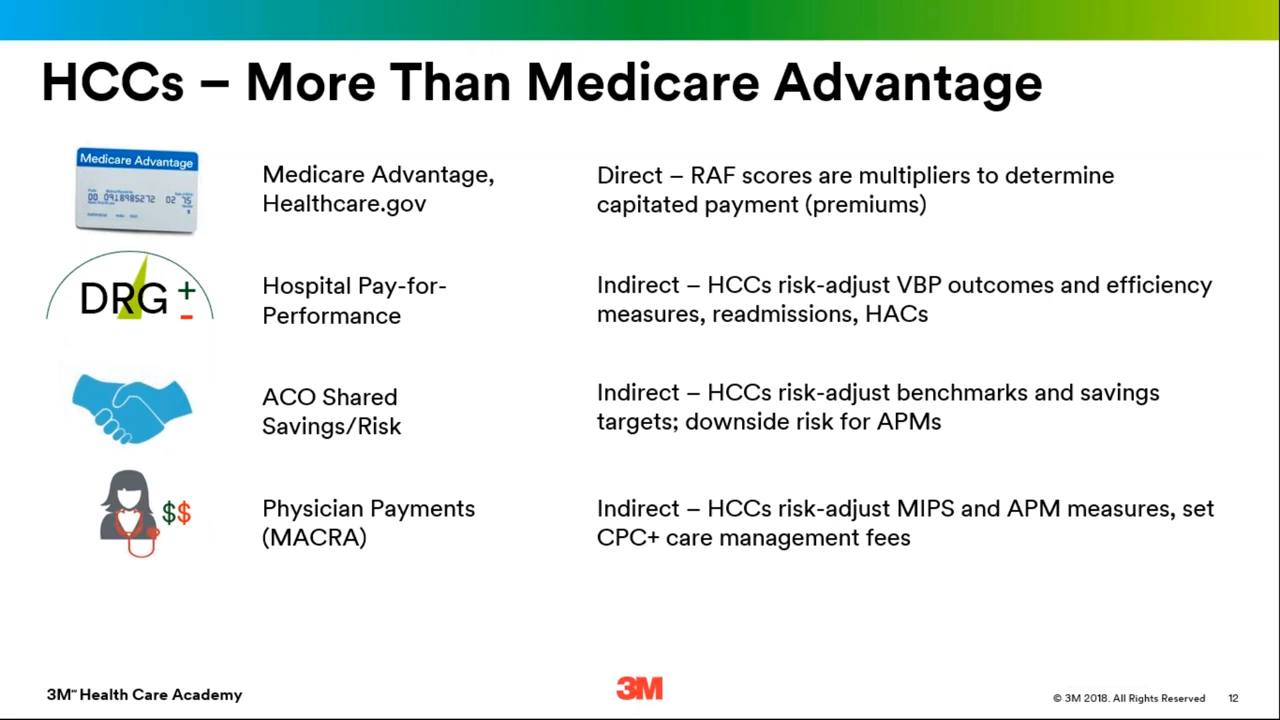 HCCs – More Than Medicare Advantage
Medicare Advantage
00 0918985272 02 75
Medicare Advantage,
Healthcare.gov
Direct – RAF scores are multipliers to determine
capitated payment (premiums)
DRG + -
Hospital Pay-for-
Performance
Indirect – HCCs risk-adjust VBP outcomes and efficiency
measures, readmissions, HACs
ACO Shared
Savings/Risk
Indirect – HCCs risk-adjust benchmarks and savings
targets; downside risk for APMs
$$
Physician Payments
(MACRA)
Indirect – HCCs risk-adjust MIPS and APM measures, set
CPC+ care management fees
3M℠ Health Care Academy
3M
© 3M 2018. All Rights Reserved 12